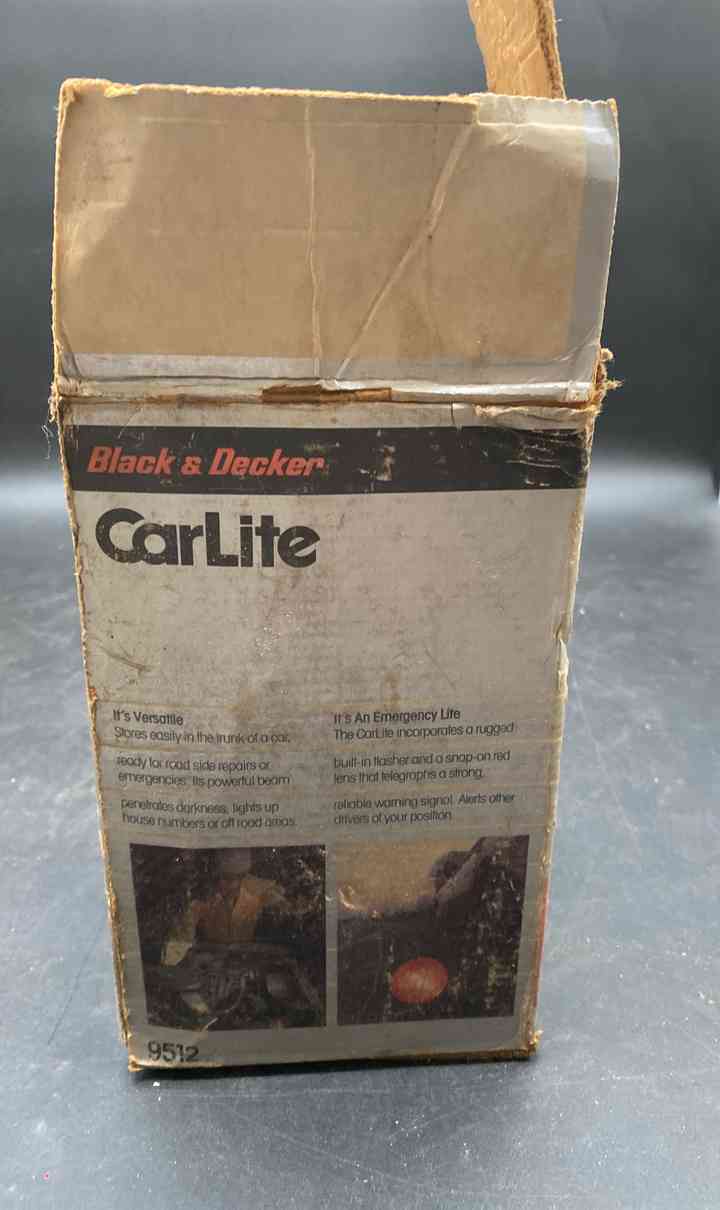 Black & Decker
CarLite
It's Versatile
Stores easily in the trunk of a car,
ready for road side repairs or
emergencies. Its powerful beam
penetrates darkness, lights up
house numbers or off road areas.
It's An Emergency Lite
The CarLite incorporates a rugged
built-in flasher and a snap-on red
lens that telegraphs a strong,
reliable warning signal. Alerts other
drivers of your position.
9512